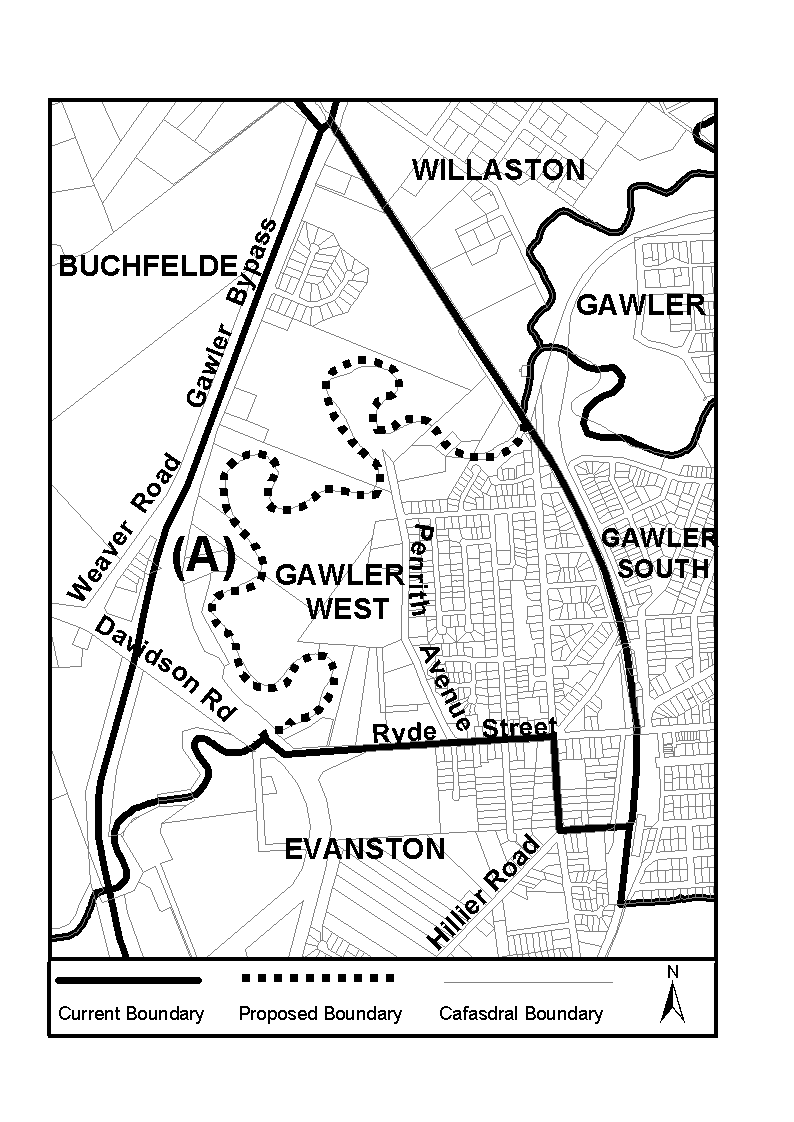 WILLASTON
BUCHFELDE
Gawler Bypass
GAWLER
Weaver Road
(A)
Penrith Avenue
GAWLER
SOUTH
GAWLER
WEST
Davidson Rd
Ryde Street
EVANSTON
Hillier Road
N
Current Boundary
Proposed Boundary
Cafasdral Boundary